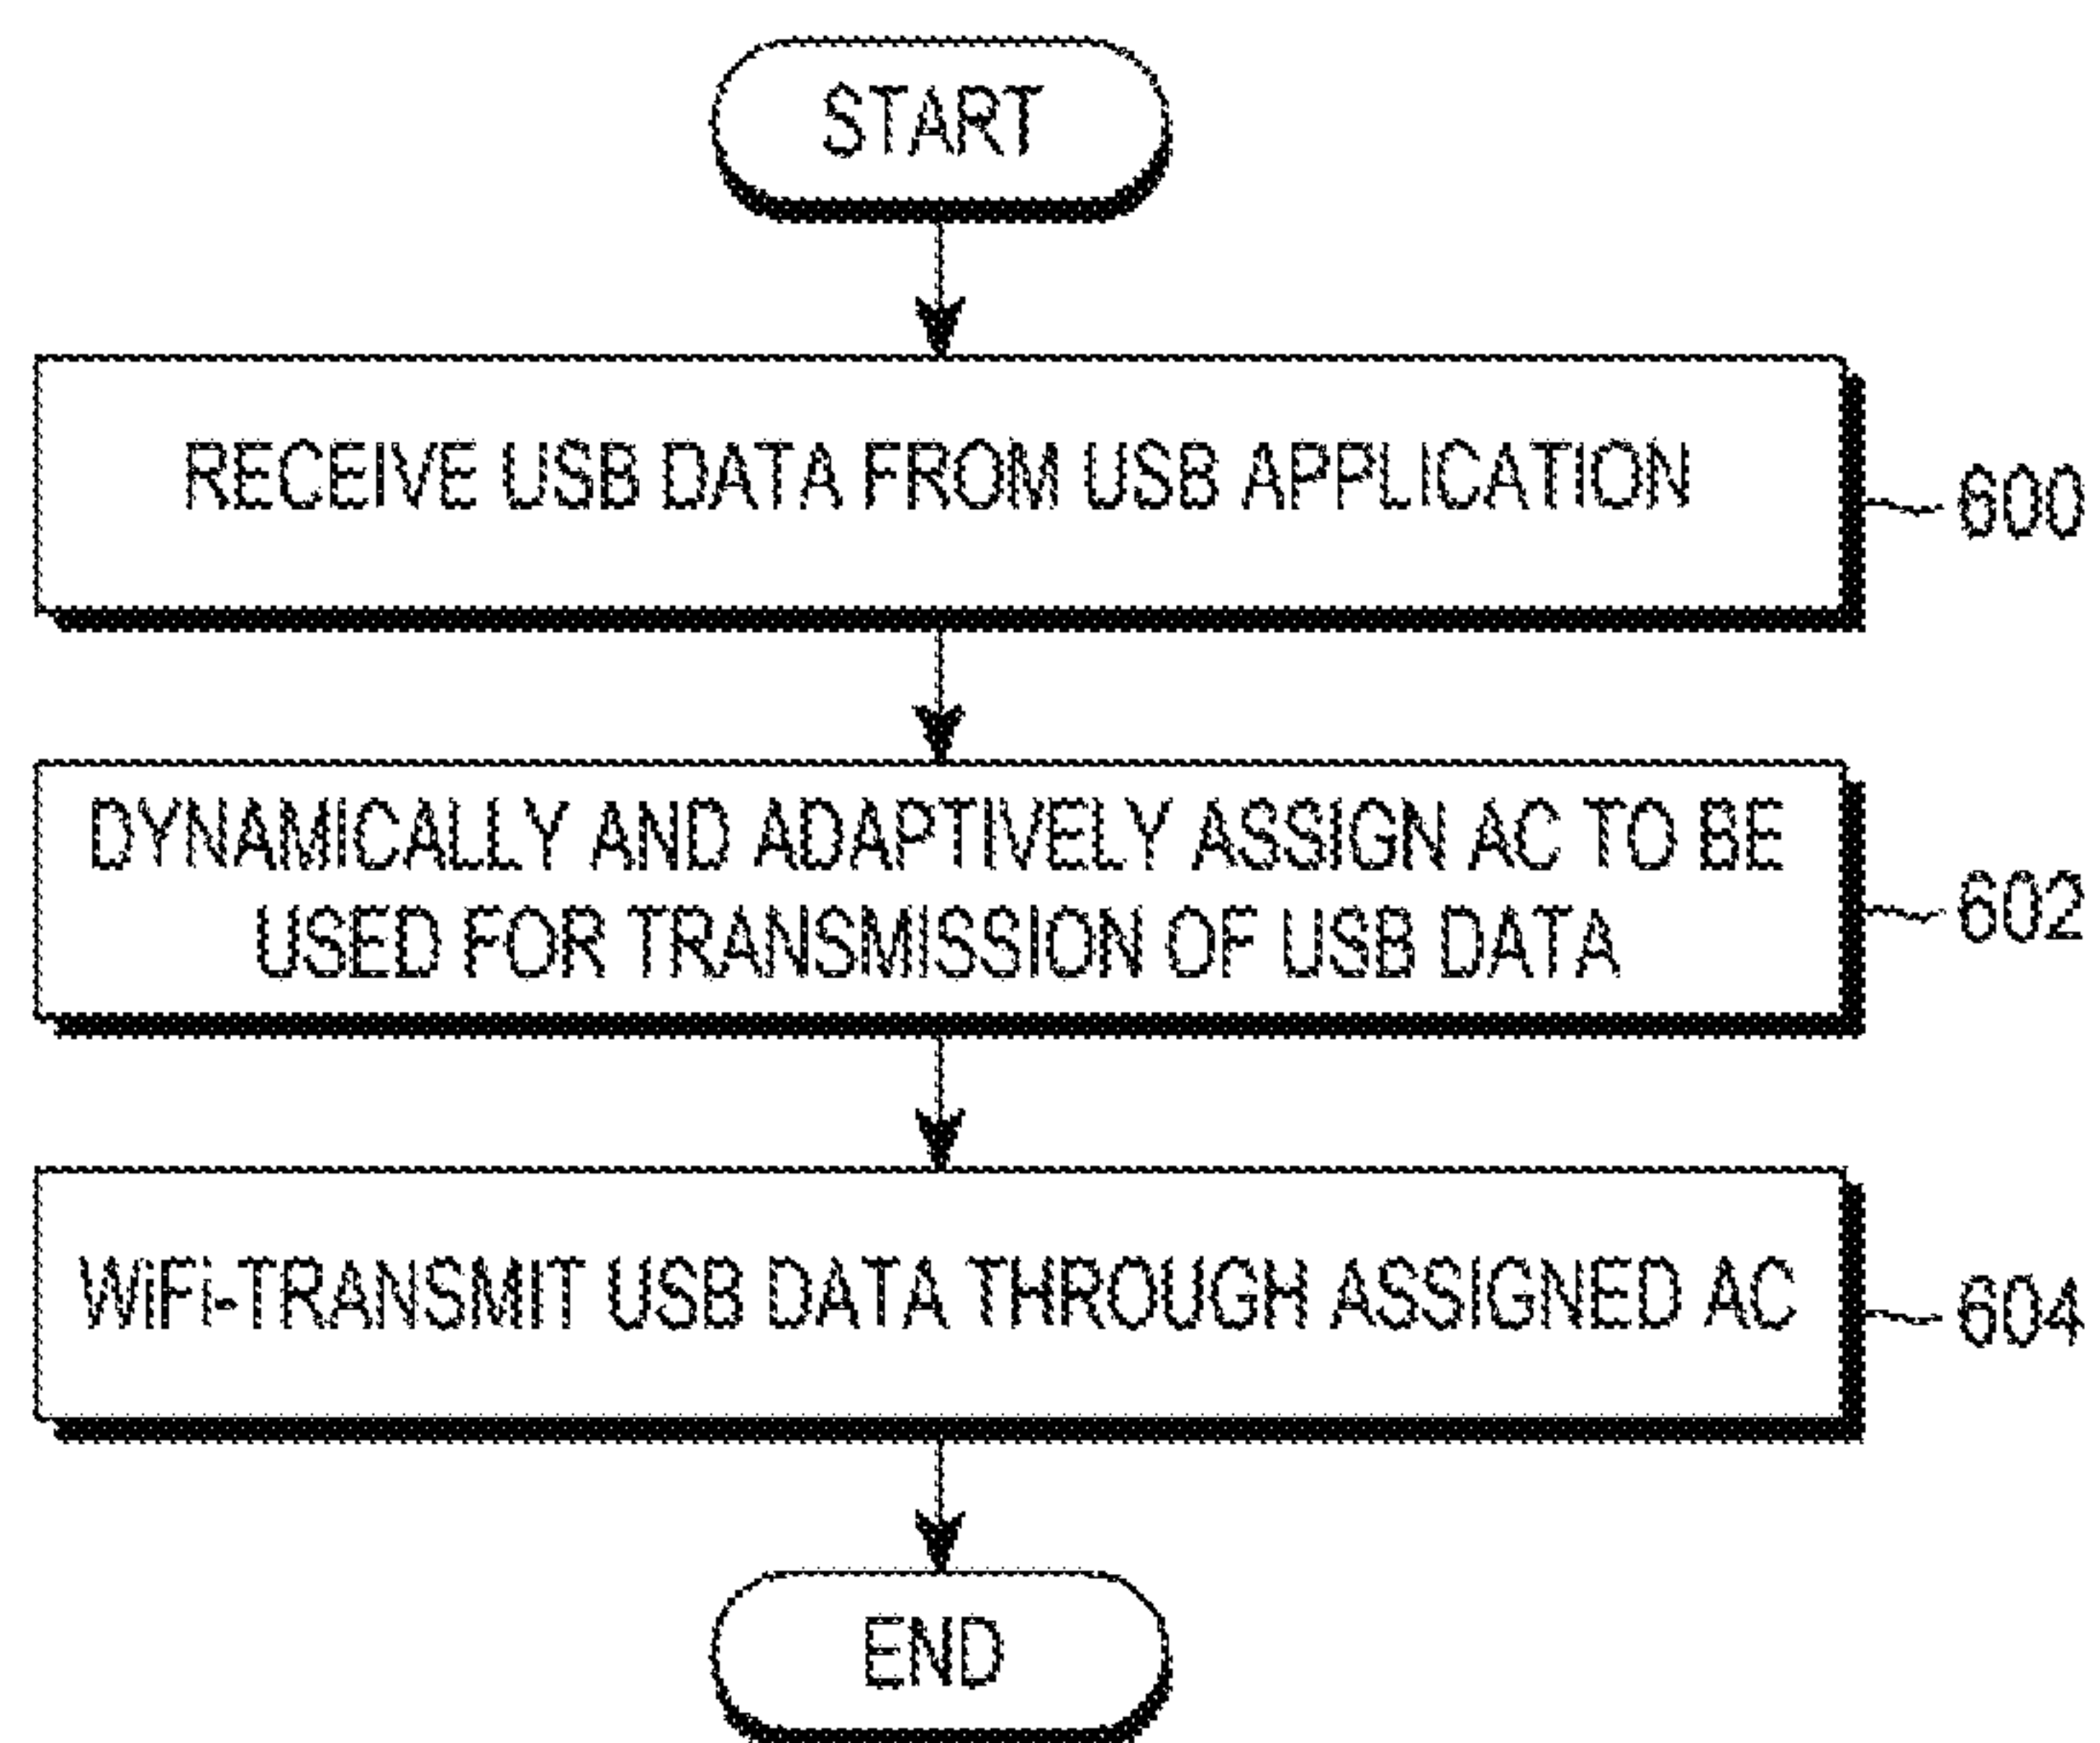 START
RECEIVE USB DATA FROM USB APPLICATION
600
DYNAMICALLY AND ADAPTIVELY ASSIGN AC TO BE
USED FOR TRANSMISSION OF USB DATA
602
WiFi-TRANSMIT USB DATA THROUGH ASSIGNED AC
604
END